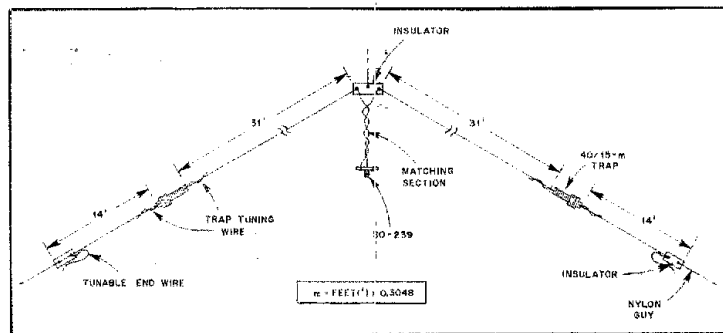 INSULATOR
31'
31'
40/15-m
TRAP
MATCHING
SECTION
14'
TRAP TUNING
WIRE
14'
SO-239
TUNABLE END WIRE
INSULATOR
m = FEET(') x 0.3048
NYLON
GUY